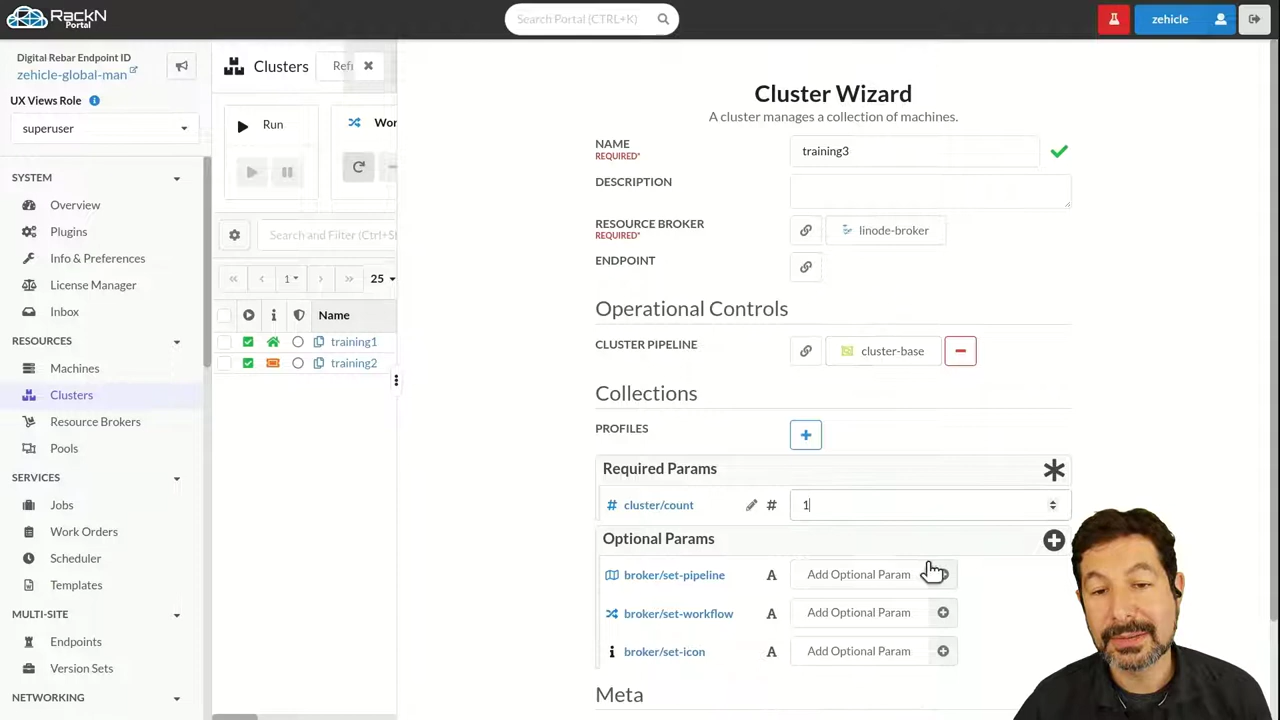 RackN
Portal
Search Portal (CTRL+K)
zehicle
Digital Rebar Endpoint ID
zehicle-global-man
UX Views Role
superuser
SYSTEM
Overview
Plugins
Info & Preferences
License Manager
Inbox
RESOURCES
Machines
Clusters
Resource Brokers
Pools
SERVICES
Jobs
Work Orders
Scheduler
Templates
MULTI-SITE
Endpoints
Version Sets
NETWORKING
Clusters
Refi
Run
Wor
Search and Filter (Ctrl+S)
1
25
Name
training1
training2
Cluster Wizard
A cluster manages a collection of machines.
NAME
REQUIRED*
training3
DESCRIPTION
RESOURCE BROKER
REQUIRED*
linode-broker
ENDPOINT
Operational Controls
CLUSTER PIPELINE
cluster-base
Collections
PROFILES
Required Params
# cluster/count # 1
Optional Params
broker/set-pipeline A Add Optional Param
broker/set-workflow A Add Optional Param
broker/set-icon A Add Optional Param
Meta